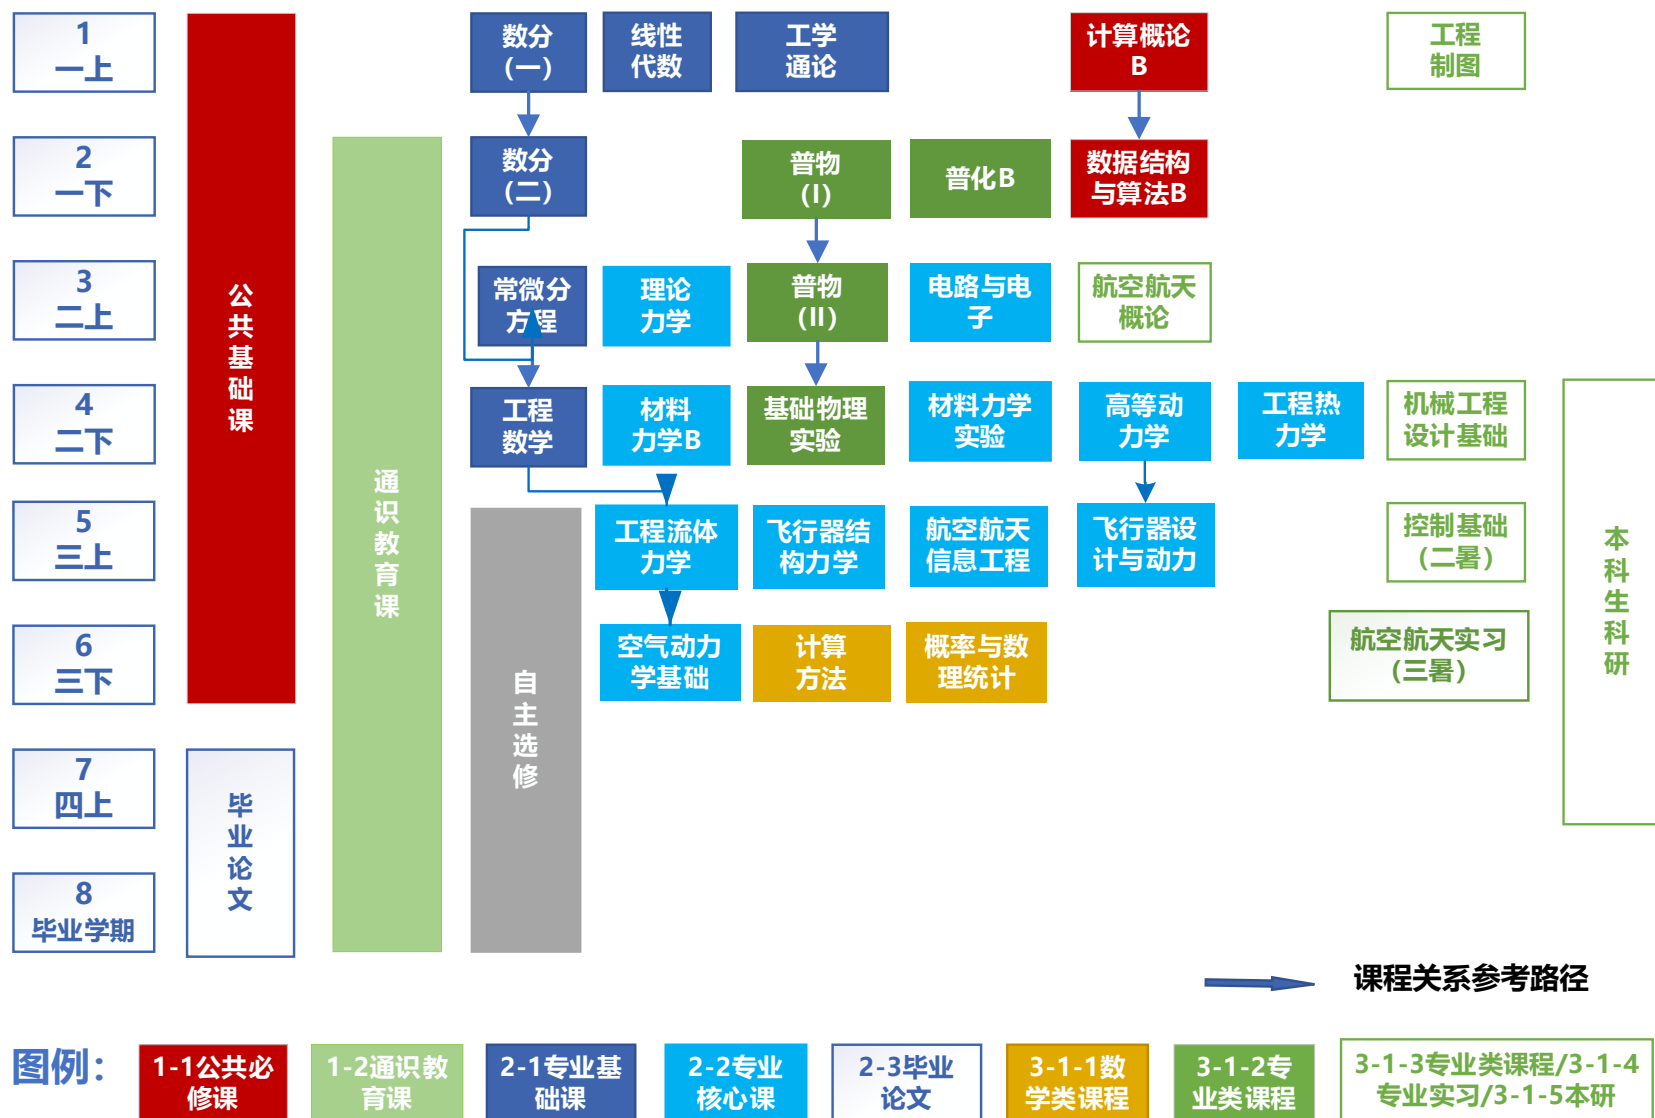 1
一上
数分
（一）
线性
代数
工学
通论
计算概论
B
工程
制图
2
一下
数分
（二）
普物
（I）
普化B
数据结构
与算法B
3
二上
常微分
方程
理论
力学
普物
（II）
电路与电
子
航空航天
概论
公共基础课
4
二下
工程
数学
材料
力学B
基础物理
实验
材料力学
实验
高等动
力学
工程热
力学
机械工程
设计基础
通识教育课
5
三上
工程流体
力学
飞行器结
构力学
航空航天
信息工程
飞行器设
计与动力
控制基础
（二暑）
本科生科研
6
三下
空气动力
学基础
计算
方法
概率与数
理统计
航空航天实习
（三暑）
自主选修
7
四上
毕业论文
8
毕业学期
课程关系参考路径
图例：
1-1公共必
修课
1-2通识教
育课
2-1专业基
础课
2-2专业
核心课
2-3毕业
论文
3-1-1数
学类课程
3-1-2专
业类课程
3-1-3专业类课程/3-1-4
专业实习/3-1-5本研